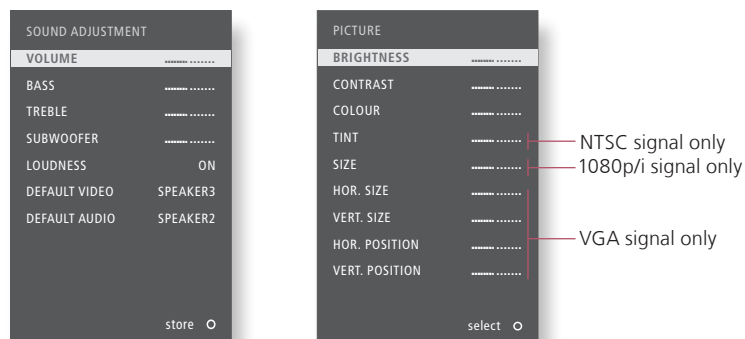 SOUND ADJUSTMENT
VOLUME
BASS
TREBLE
SUBWOOFER
LOUDNESS ON
DEFAULT VIDEO SPEAKER3
DEFAULT AUDIO SPEAKER2
store
PICTURE
BRIGHTNESS
CONTRAST
COLOUR
TINT
SIZE
HOR. SIZE
VERT. SIZE
HOR. POSITION
VERT. POSITION
select
NTSC signal only
1080p/i signal only
VGA signal only